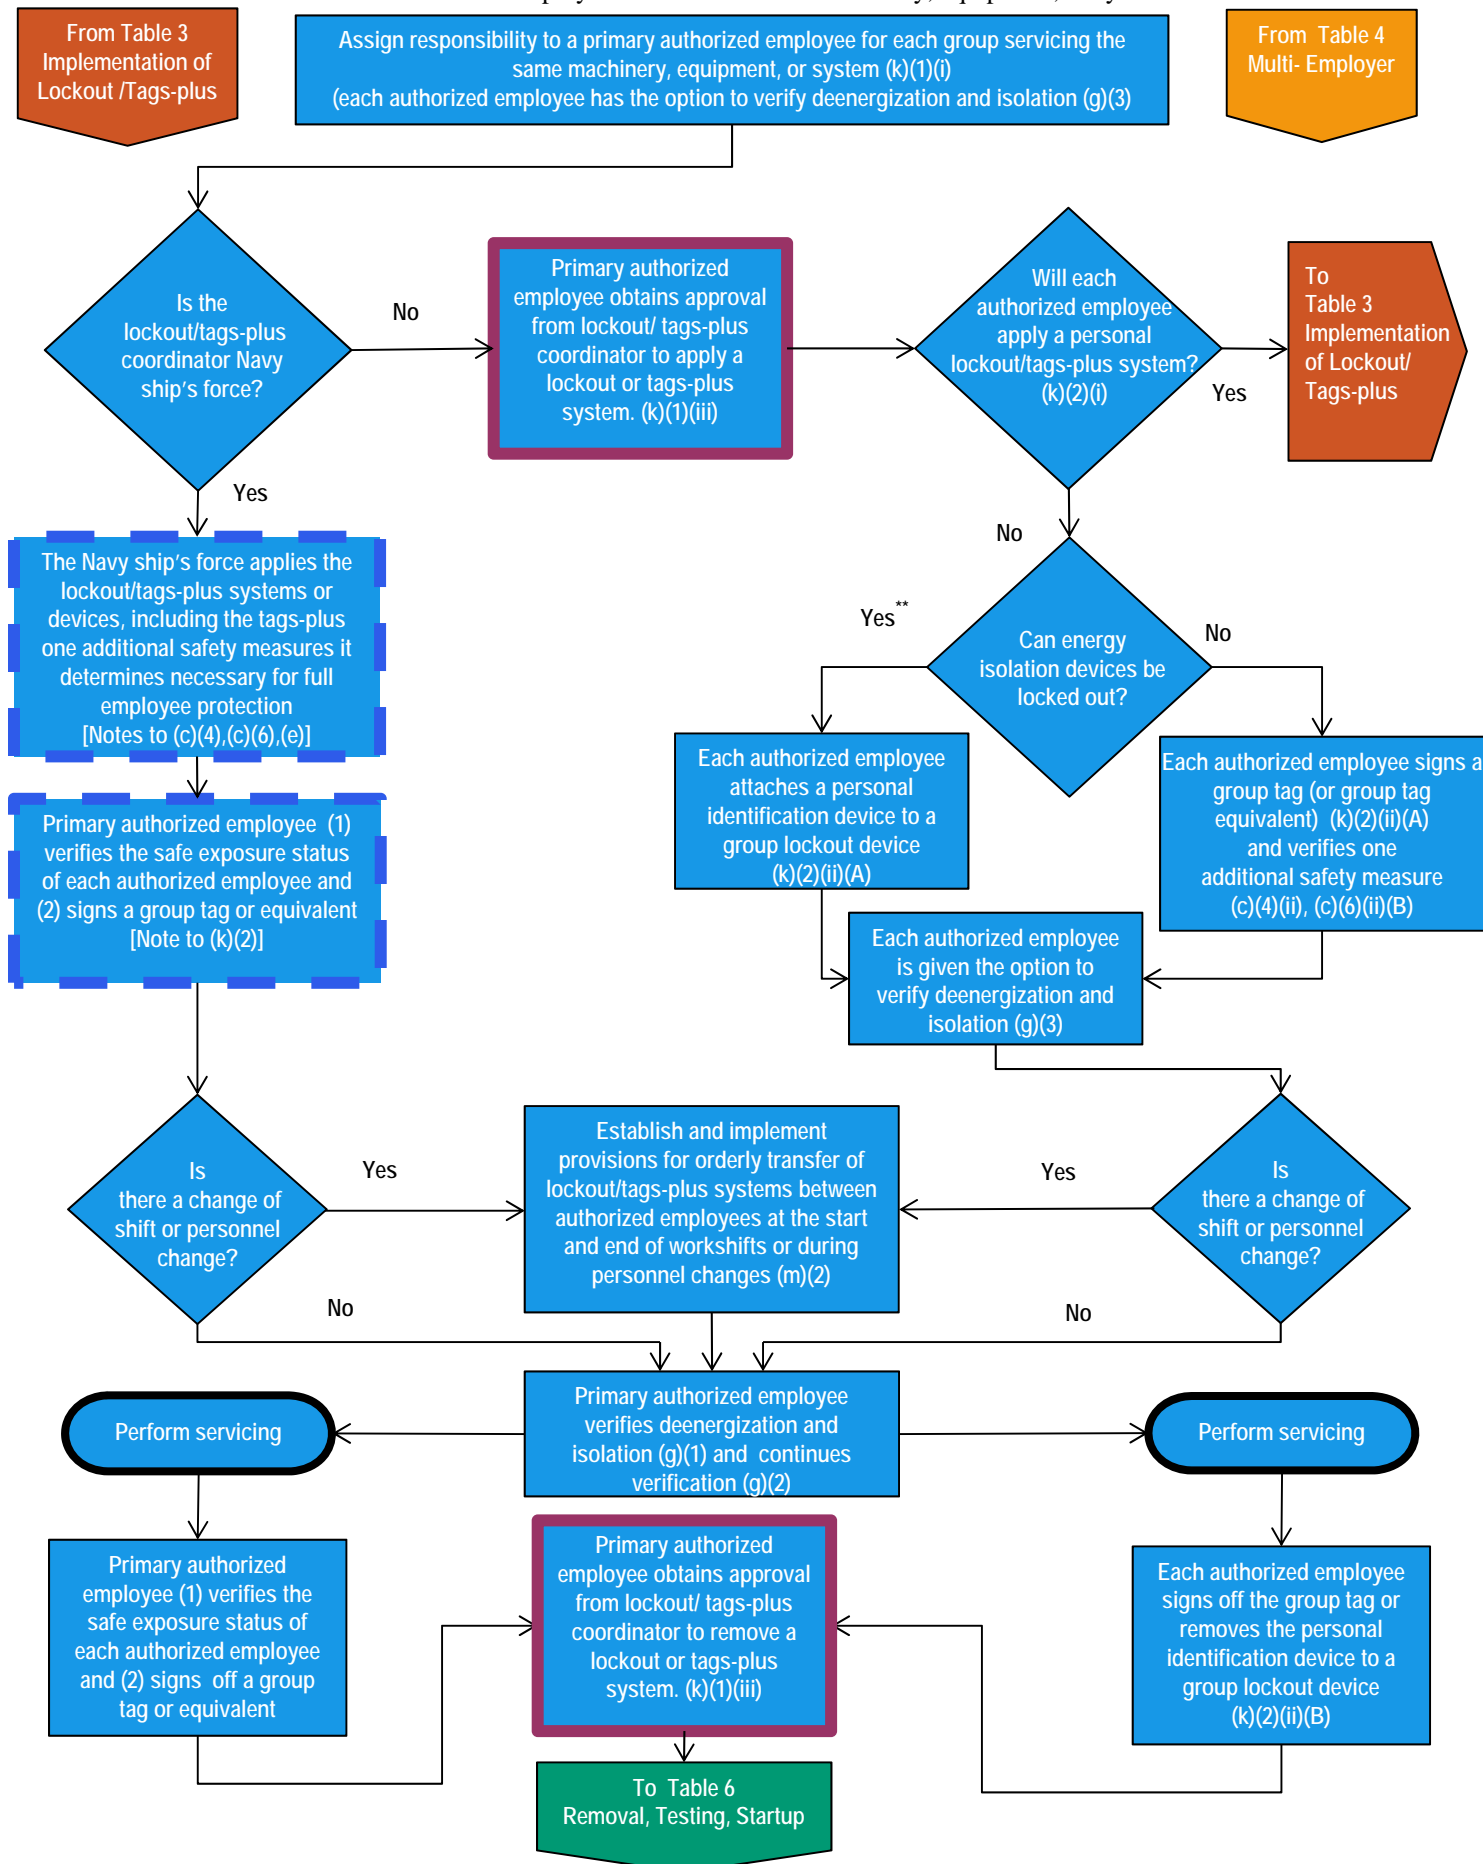 From Table 3
Implementation of
Lockout /Tags-plus
Assign responsibility to a primary authorized employee for each group servicing the
same machinery, equipment, or system (k)(1)(i)
(each authorized employee has the option to verify deenergization and isolation (g)(3)
From Table 4
Multi- Employer
Is the
lockout/tags-plus
coordinator Navy
ship's force?
No
Primary authorized
employee obtains approval
from lockout/ tags-plus
coordinator to apply a
lockout or tags-plus
system. (k)(1)(iii)
Will each
authorized employee
apply a personal
lockout/tags-plus system?
(k)(2)(i)
Yes
To
Table 3
Implementation
of Lockout/
Tags-plus
Yes
No
The Navy ship's force applies the
lockout/tags-plus systems or
devices, including the tags-plus
one additional safety measures it
determines necessary for full
employee protection
[Notes to (c)(4),(c)(6),(e)]
Yes**
Can energy
isolation devices be
locked out?
No
Each authorized employee
attaches a personal
identification device to a
group lockout device
(k)(2)(ii)(A)
Each authorized employee signs a
group tag (or group tag
equivalent) (k)(2)(ii)(A)
and verifies one
additional safety measure
(c)(4)(ii), (c)(6)(ii)(B)
Primary authorized employee (1)
verifies the safe exposure status
of each authorized employee and
(2) signs a group tag or equivalent
[Note to (k)(2)]
Each authorized employee
is given the option to
verify deenergization and
isolation (g)(3)
Is
there a change of
shift or personnel
change?
Yes
Establish and implement
provisions for orderly transfer of
lockout/tags-plus systems between
authorized employees at the start
and end of workshifts or during
personnel changes (m)(2)
Yes
Is
there a change of
shift or personnel
change?
No
No
Perform servicing
Primary authorized employee
verifies deenergization and
isolation (g)(1) and continues
verification (g)(2)
Perform servicing
Primary authorized
employee (1) verifies the
safe exposure status of
each authorized employee
and (2) signs off a group
tag or equivalent
Primary authorized
employee obtains approval
from lockout/ tags-plus
coordinator to remove a
lockout or tags-plus
system. (k)(1)(iii)
Each authorized employee
signs off the group tag or
removes the personal
identification device to a
group lockout device
(k)(2)(ii)(B)
To Table 6
Removal, Testing, Startup